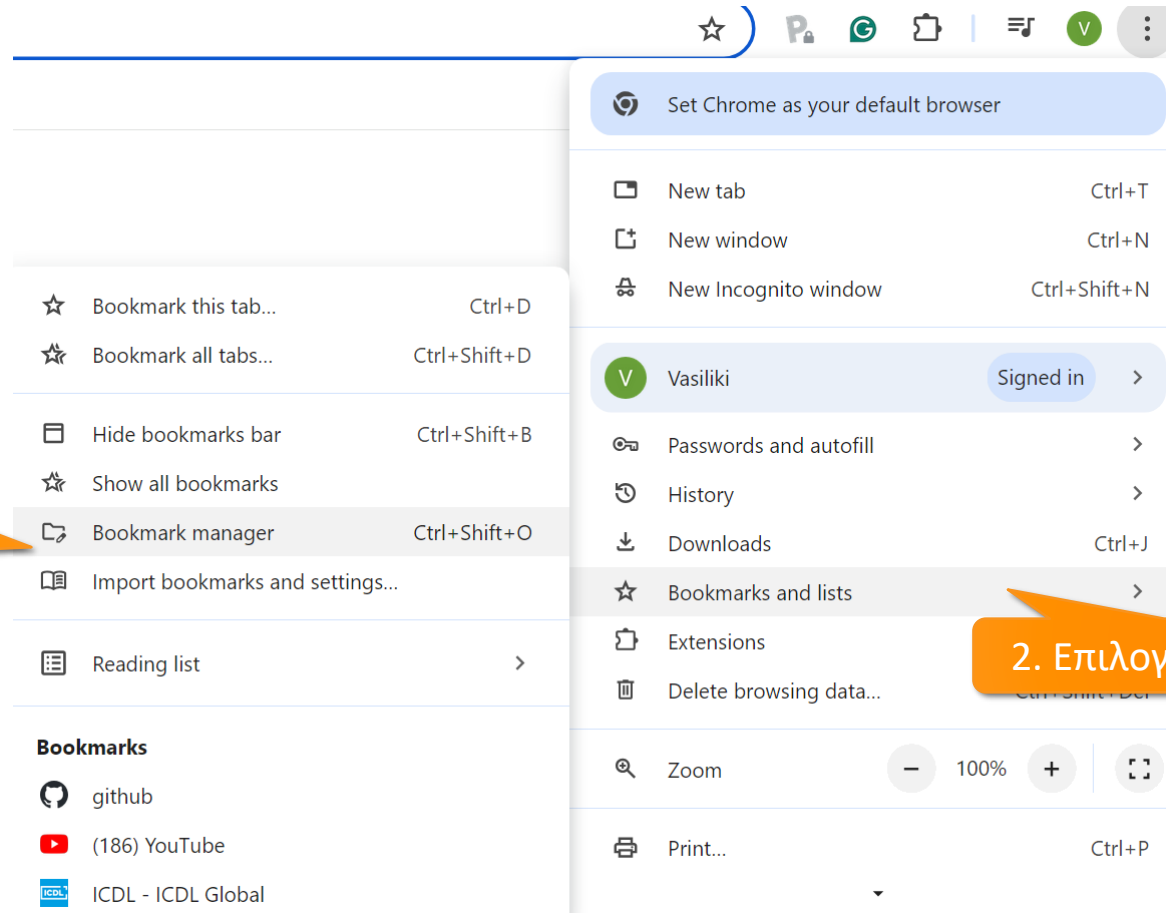 V
Set Chrome as your default browser
New tab Ctrl+T
New window Ctrl+N
New Incognito window Ctrl+Shift+N
V Vasiliki Signed in
Passwords and autofill
History
Downloads Ctrl+J
Bookmarks and lists
Extensions
2. Επιλογ
Delete browsing data...
Zoom 100%
Print... Ctrl+P
Bookmark this tab... Ctrl+D
Bookmark all tabs... Ctrl+Shift+D
Hide bookmarks bar Ctrl+Shift+B
Show all bookmarks
Bookmark manager Ctrl+Shift+O
Import bookmarks and settings...
Reading list
Bookmarks
github
(186) YouTube
ICDL ICDL - ICDL Global